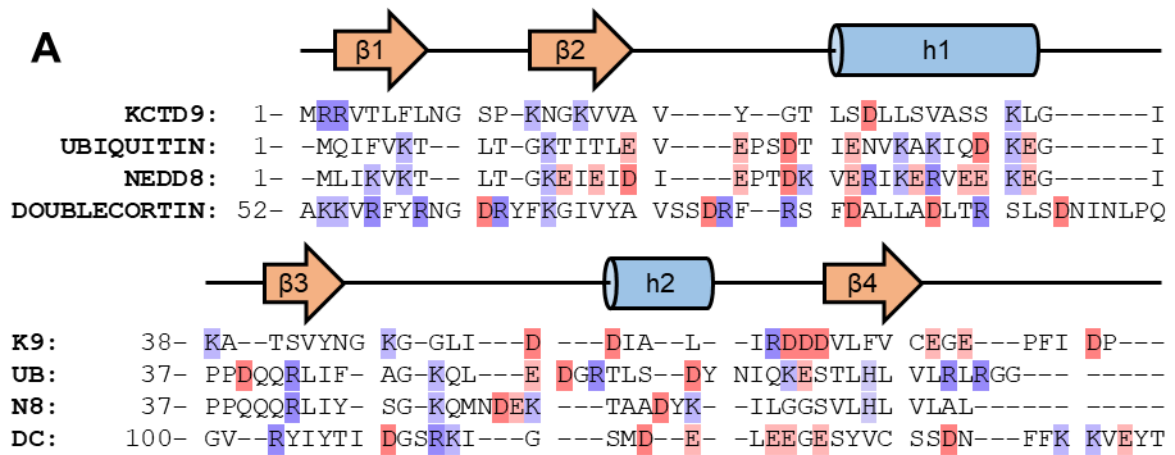 A
β1 β2 h1
KCTD9: 1- MRRVTLFLNG SP-KNGKVVA V----Y--GT LSDLLSVASS KLG-----I
UBIQUITIN: 1- --MQIFVKT--LT-GKTITLE V----EPSDT IENVKAKIQD KEG-----I
NEDD8: 1- --MLIKVKT--LT-GKEIEID I----EPTDK VERIKERVEE KEG-----I
DOUBLECORTIN: 52- AKKVRFYRNG DRYFKGIVYA VSSDRF--RS FDALLADLTR SLSDNINLPQ
β3 h2 β4
K9: 38- KA--TSVYNG KG-GLI--D- --DIA--L--IRDDDVLFV CEGE--PFI DP---
UB: 37- PPDQQRLIF-AG-KQL---E DGRTLS--DY NIQKESTLHL VLRLRGG--- -----
N8: 37- PPQQQRLIY-SG-KQMNDEK ---TAADYK-ILGGSVLHL VLAL------ -----
DC: 100- GV--RYIYTI DGSRKI---G ---SMD--E--LEEGESYVC SSDN---FFK KVEYT